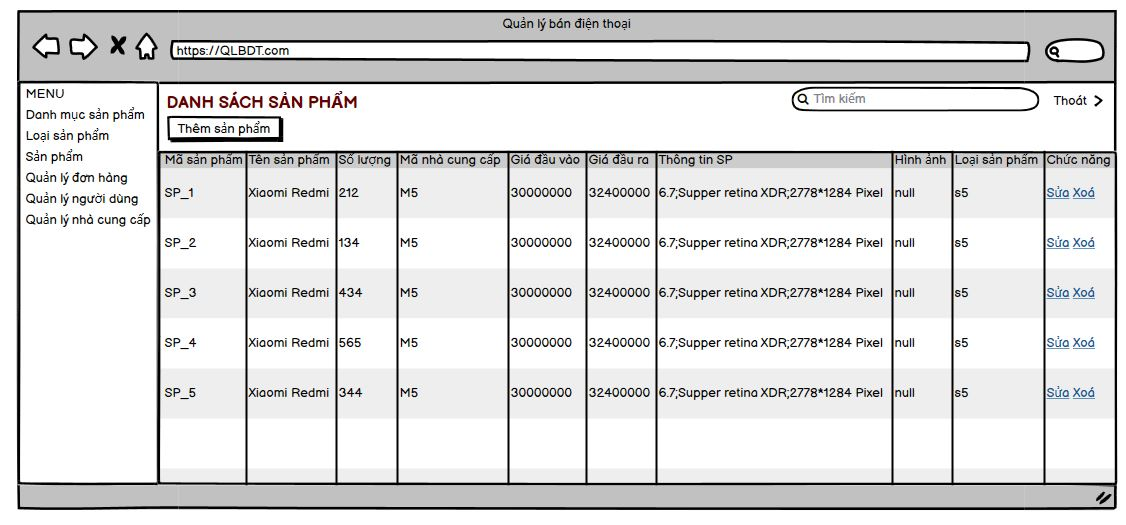 Quản lý bán điện thoại
https://QLBDT.com
MENU
Danh mục sản phẩm
Loại sản phẩm
Sản phẩm
Quản lý đơn hàng
Quản lý người dùng
Quản lý nhà cung cấp
DANH SÁCH SẢN PHẨM
Tìm kiếm
Thoát
Thêm sản phẩm
Mã sản phẩm Tên sản phẩm Số lượng Mã nhà cung cấp Giá đầu vào Giá đầu ra Thông tin SP Hình ảnh Loại sản phẩm Chức năng
SP_1 Xiaomi Redmi 212 M5 30000000 32400000 6.7;Supper retina XDR;2778*1284 Pixel null s5 Sửa Xoá
SP_2 Xiaomi Redmi 134 M5 30000000 32400000 6.7;Supper retina XDR;2778*1284 Pixel null s5 Sửa Xoá
SP_3 Xiaomi Redmi 434 M5 30000000 32400000 6.7;Supper retina XDR;2778*1284 Pixel null s5 Sửa Xoá
SP_4 Xiaomi Redmi 565 M5 30000000 32400000 6.7;Supper retina XDR;2778*1284 Pixel null s5 Sửa Xoá
SP_5 Xiaomi Redmi 344 M5 30000000 32400000 6.7;Supper retina XDR;2778*1284 Pixel null s5 Sửa Xoá